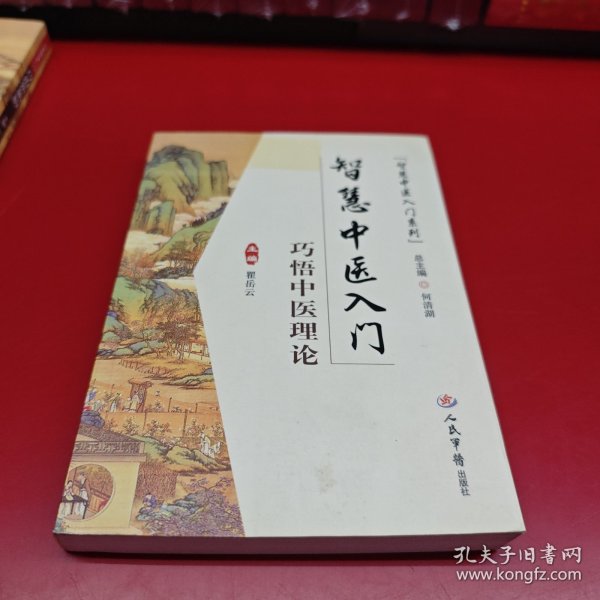 『智慧中医入门系列』
总主编◎何清湖
智慧中医入门
巧悟中医理论
主编 瞿岳云
人民军医出版社
孔夫子旧书网
www.kongfz.com